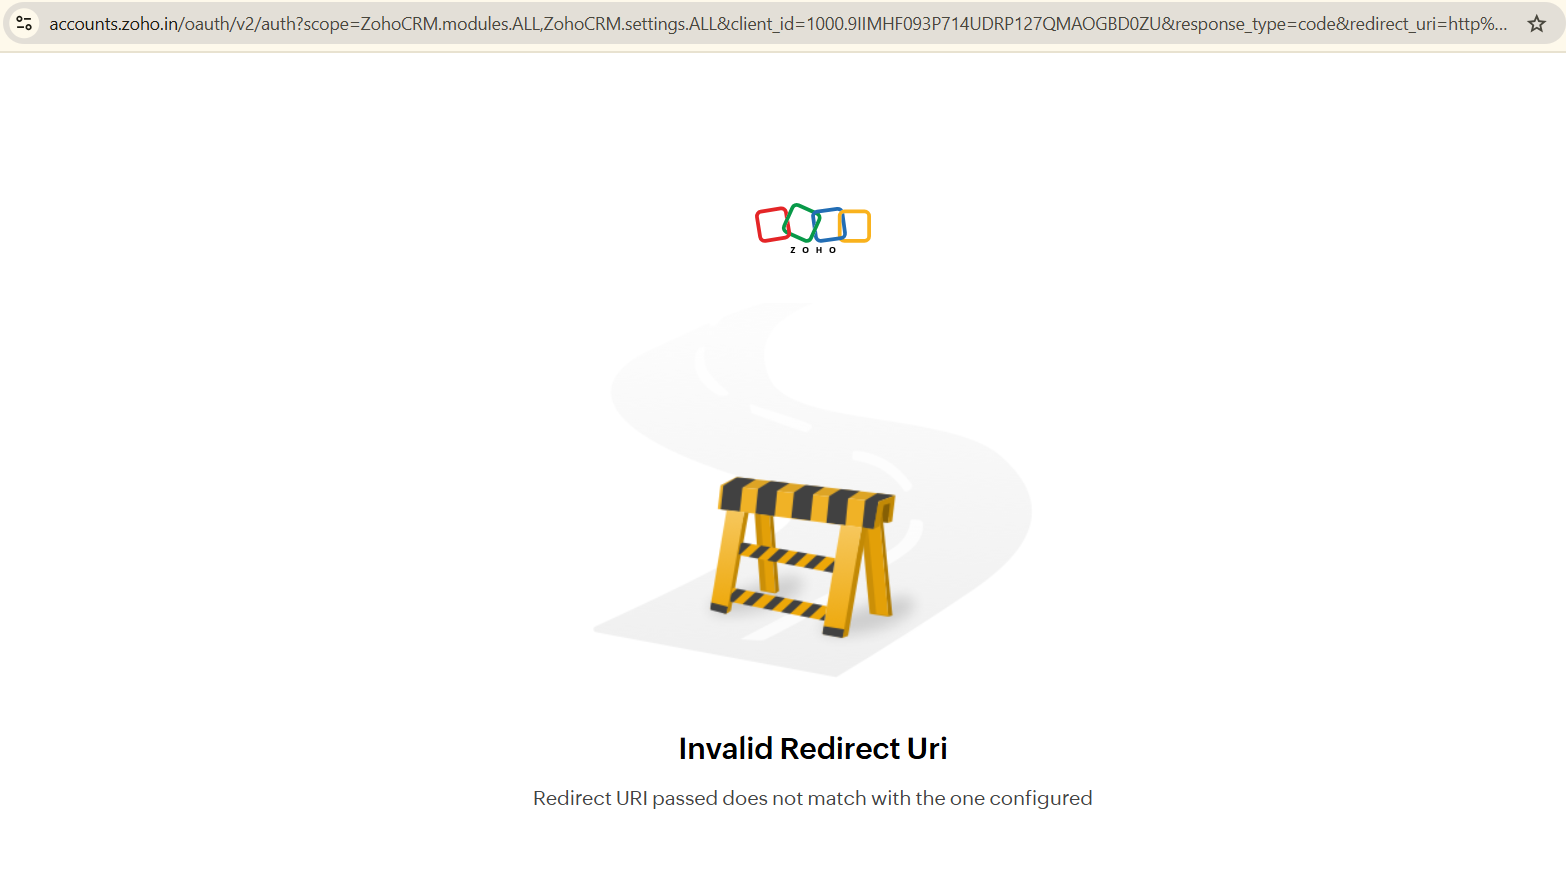 accounts.zoho.in/oauth/v2/auth?scope=ZohoCRM.modules.ALL,ZohoCRM.settings.ALL&client_id=1000.9IIMHF093P714UDRP127QMAOGBD0ZU&response_type=code&redirect_uri=http%...
ZOHO
Invalid Redirect Uri
Redirect URI passed does not match with the one configured